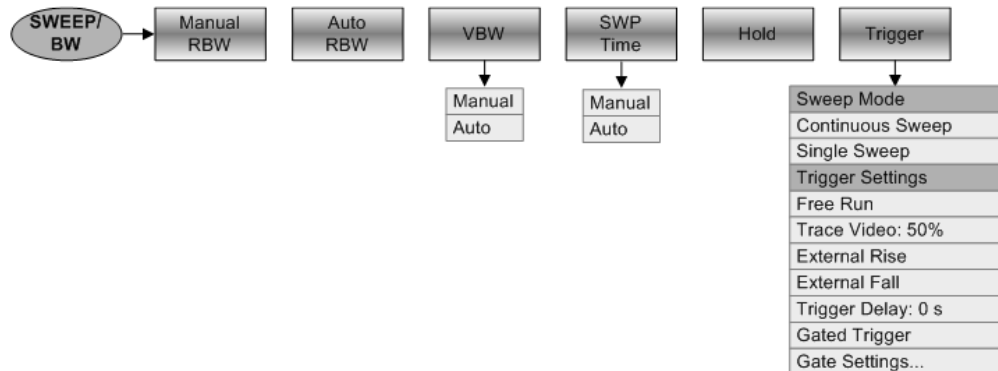 SWEEP/
BW
Manual
RBW
Auto
RBW
VBW
SWP
Time
Hold
Trigger
Manual
Auto
Manual
Auto
Sweep Mode
Continuous Sweep
Single Sweep
Trigger Settings
Free Run
Trace Video: 50%
External Rise
External Fall
Trigger Delay: 0 s
Gated Trigger
Gate Settings...